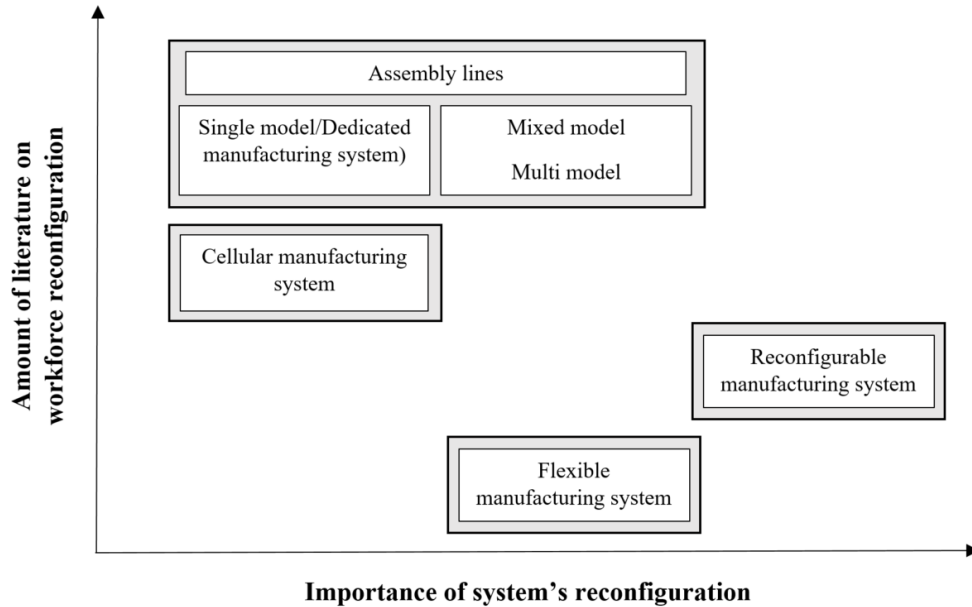 Amount of literature on
workforce reconfiguration
Assembly lines
Single model/Dedicated
manufacturing system)
Mixed model
Multi model
Cellular manufacturing
system
Reconfigurable
manufacturing system
Flexible
manufacturing system
Importance of system's reconfiguration